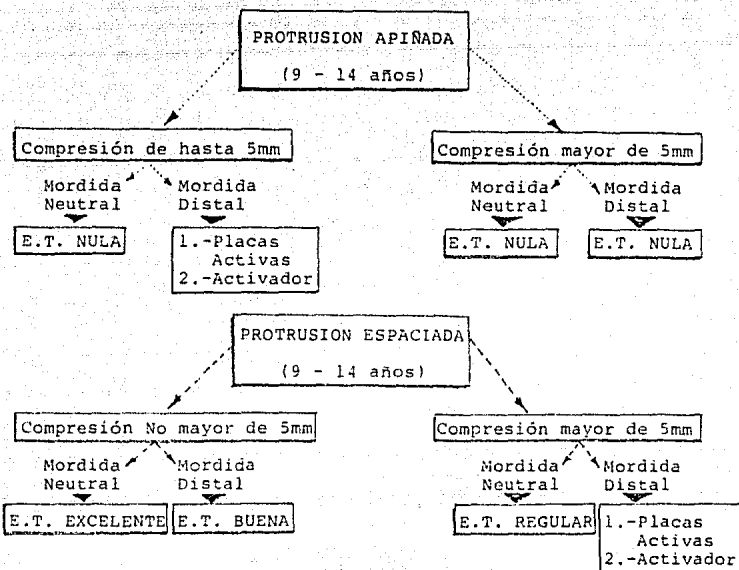 PROTRUSION APIÑADA
(9 - 14 años)
Compresión de hasta 5mm
Compresión mayor de 5mm
Mordida Neutral
Mordida Distal
Mordida Neutral
Mordida Distal
E.T. NULA
1.-Placas Activas
2.-Activador
E.T. NULA
E.T. NULA
PROTRUSION ESPACIADA
(9 - 14 años)
Compresión No mayor de 5mm
Compresión mayor de 5mm
Mordida Neutral
Mordida Distal
Mordida Neutral
Mordida Distal
E.T. EXCELENTE
E.T. BUENA
E.T. REGULAR
1.-Placas Activas
2.-Activador